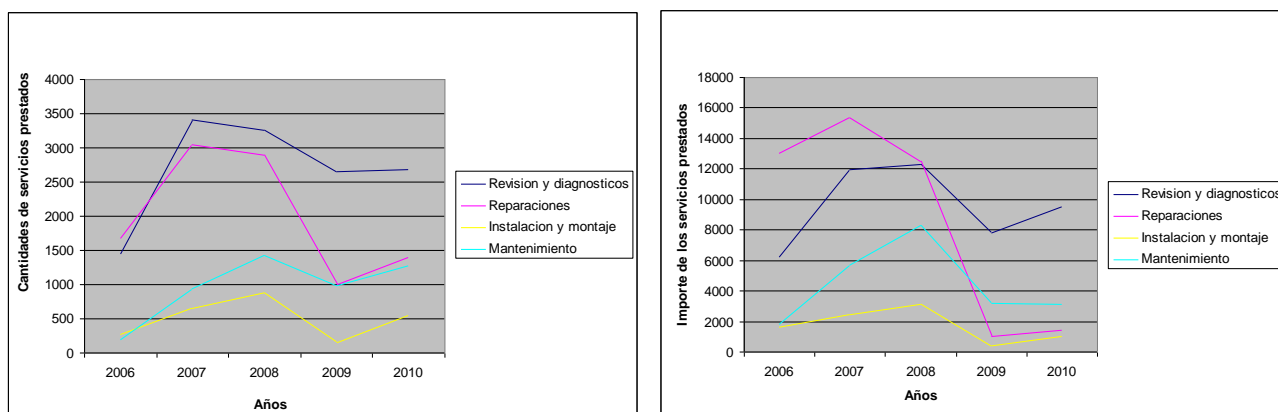 Cantidades de servicios prestados
4000
3500
3000
2500
2000
1500
1000
500
0
2006 2007 2008 2009 2010
Años
Revision y diagnosticos
Reparaciones
Instalacion y montaje
Mantenimiento
Importe de los servicios prestados
18000
16000
14000
12000
10000
8000
6000
4000
2000
0
2006 2007 2008 2009 2010
Años
Revision y diagnosticos
Reparaciones
Instalacion y montaje
Mantenimiento